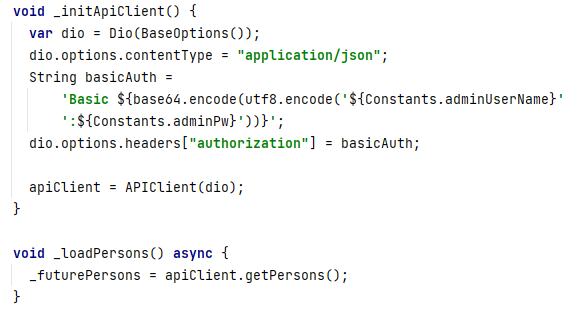 void _initApiClient() {
  var dio = Dio(BaseOptions());
  dio.options.contentType = "application/json";
  String basicAuth =
      'Basic ${base64.encode(utf8.encode('${Constants.adminUserName}'
      ':${Constants.adminPw}'))}';
  dio.options.headers["authorization"] = basicAuth;

  apiClient = APIClient(dio);
}

void _loadPersons() async {
  _futurePersons = apiClient.getPersons();
}